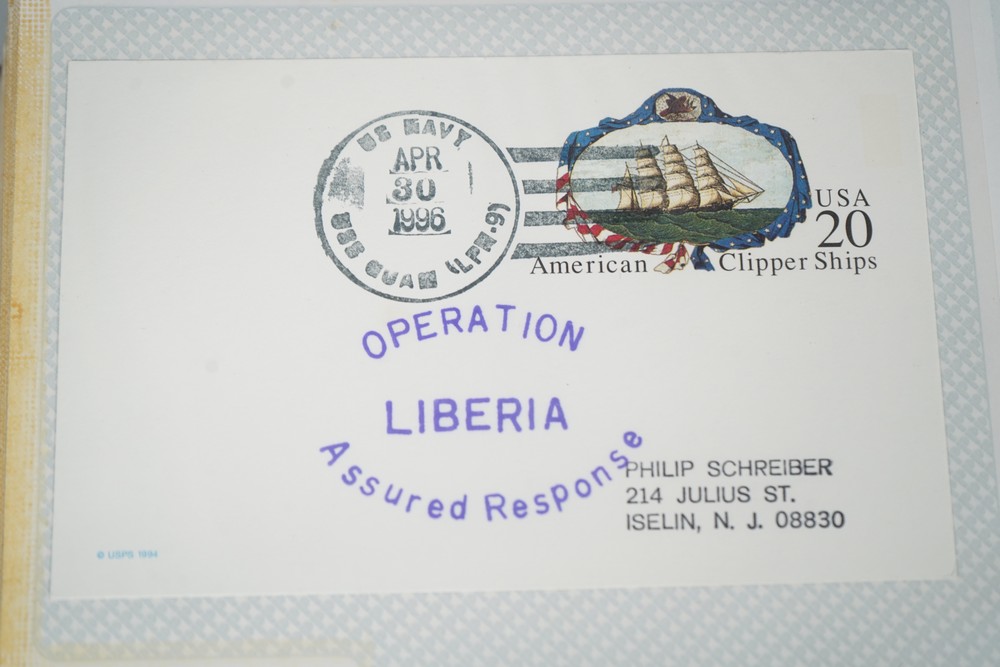 US NAVY
APR
30
1996
USS GUAM (LPH-9)
USA
20
American Clipper Ships
OPERATION
LIBERIA
Assured Response
PHILIP SCHREIBER
214 JULIUS ST.
ISELIN, N. J. 08830
© USPS 1994